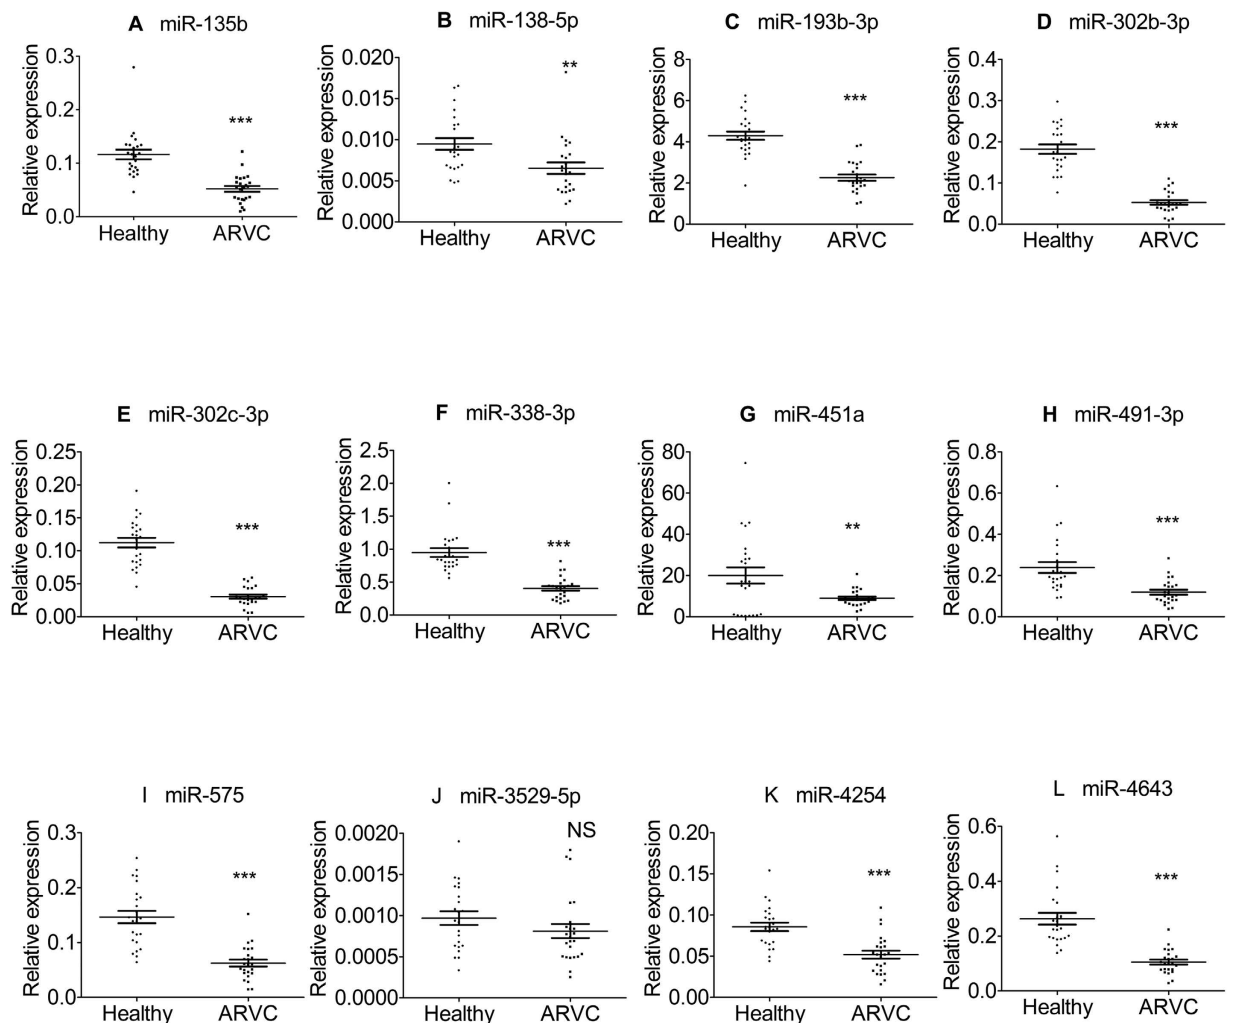 A miR-135b
Relative expression
0.3
0.2
0.1
0.0
***
Healthy ARVC
B miR-138-5p
Relative expression
0.020
0.015
0.010
0.005
0.000
**
Healthy ARVC
C miR-193b-3p
Relative expression
8
6
4
2
0
***
Healthy ARVC
D miR-302b-3p
Relative expression
0.4
0.3
0.2
0.1
0.0
***
Healthy ARVC
E miR-302c-3p
Relative expression
0.25
0.20
0.15
0.10
0.05
0.00
***
Healthy ARVC
F miR-338-3p
Relative expression
2.5
2.0
1.5
1.0
0.5
0.0
***
Healthy ARVC
G miR-451a
Relative expression
80
60
40
20
0
**
Healthy ARVC
H miR-491-3p
Relative expression
0.8
0.6
0.4
0.2
0.0
***
Healthy ARVC
I miR-575
Relative expression
0.3
0.2
0.1
0.0
***
Healthy ARVC
J miR-3529-5p
Relative expression
0.0020
0.0015
0.0010
0.0005
0.0000
NS
Healthy ARVC
K miR-4254
Relative expression
0.20
0.15
0.10
0.05
0.00
***
Healthy ARVC
L miR-4643
Relative expression
0.6
0.4
0.2
0.0
***
Healthy ARVC